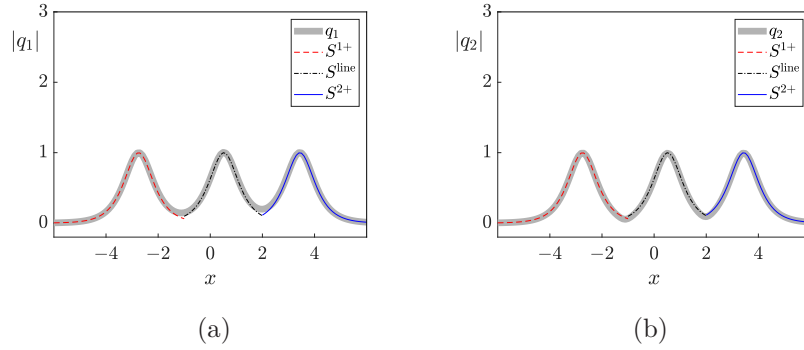 3
2
1
0
|q₁|
−4 −2 0 2 4
x
q₁
S¹⁺
Sˡⁱⁿᵉ
S²⁺
(a)
3
2
1
0
|q₂|
−4 −2 0 2 4
x
q₂
S¹⁺
Sˡⁱⁿᵉ
S²⁺
(b)